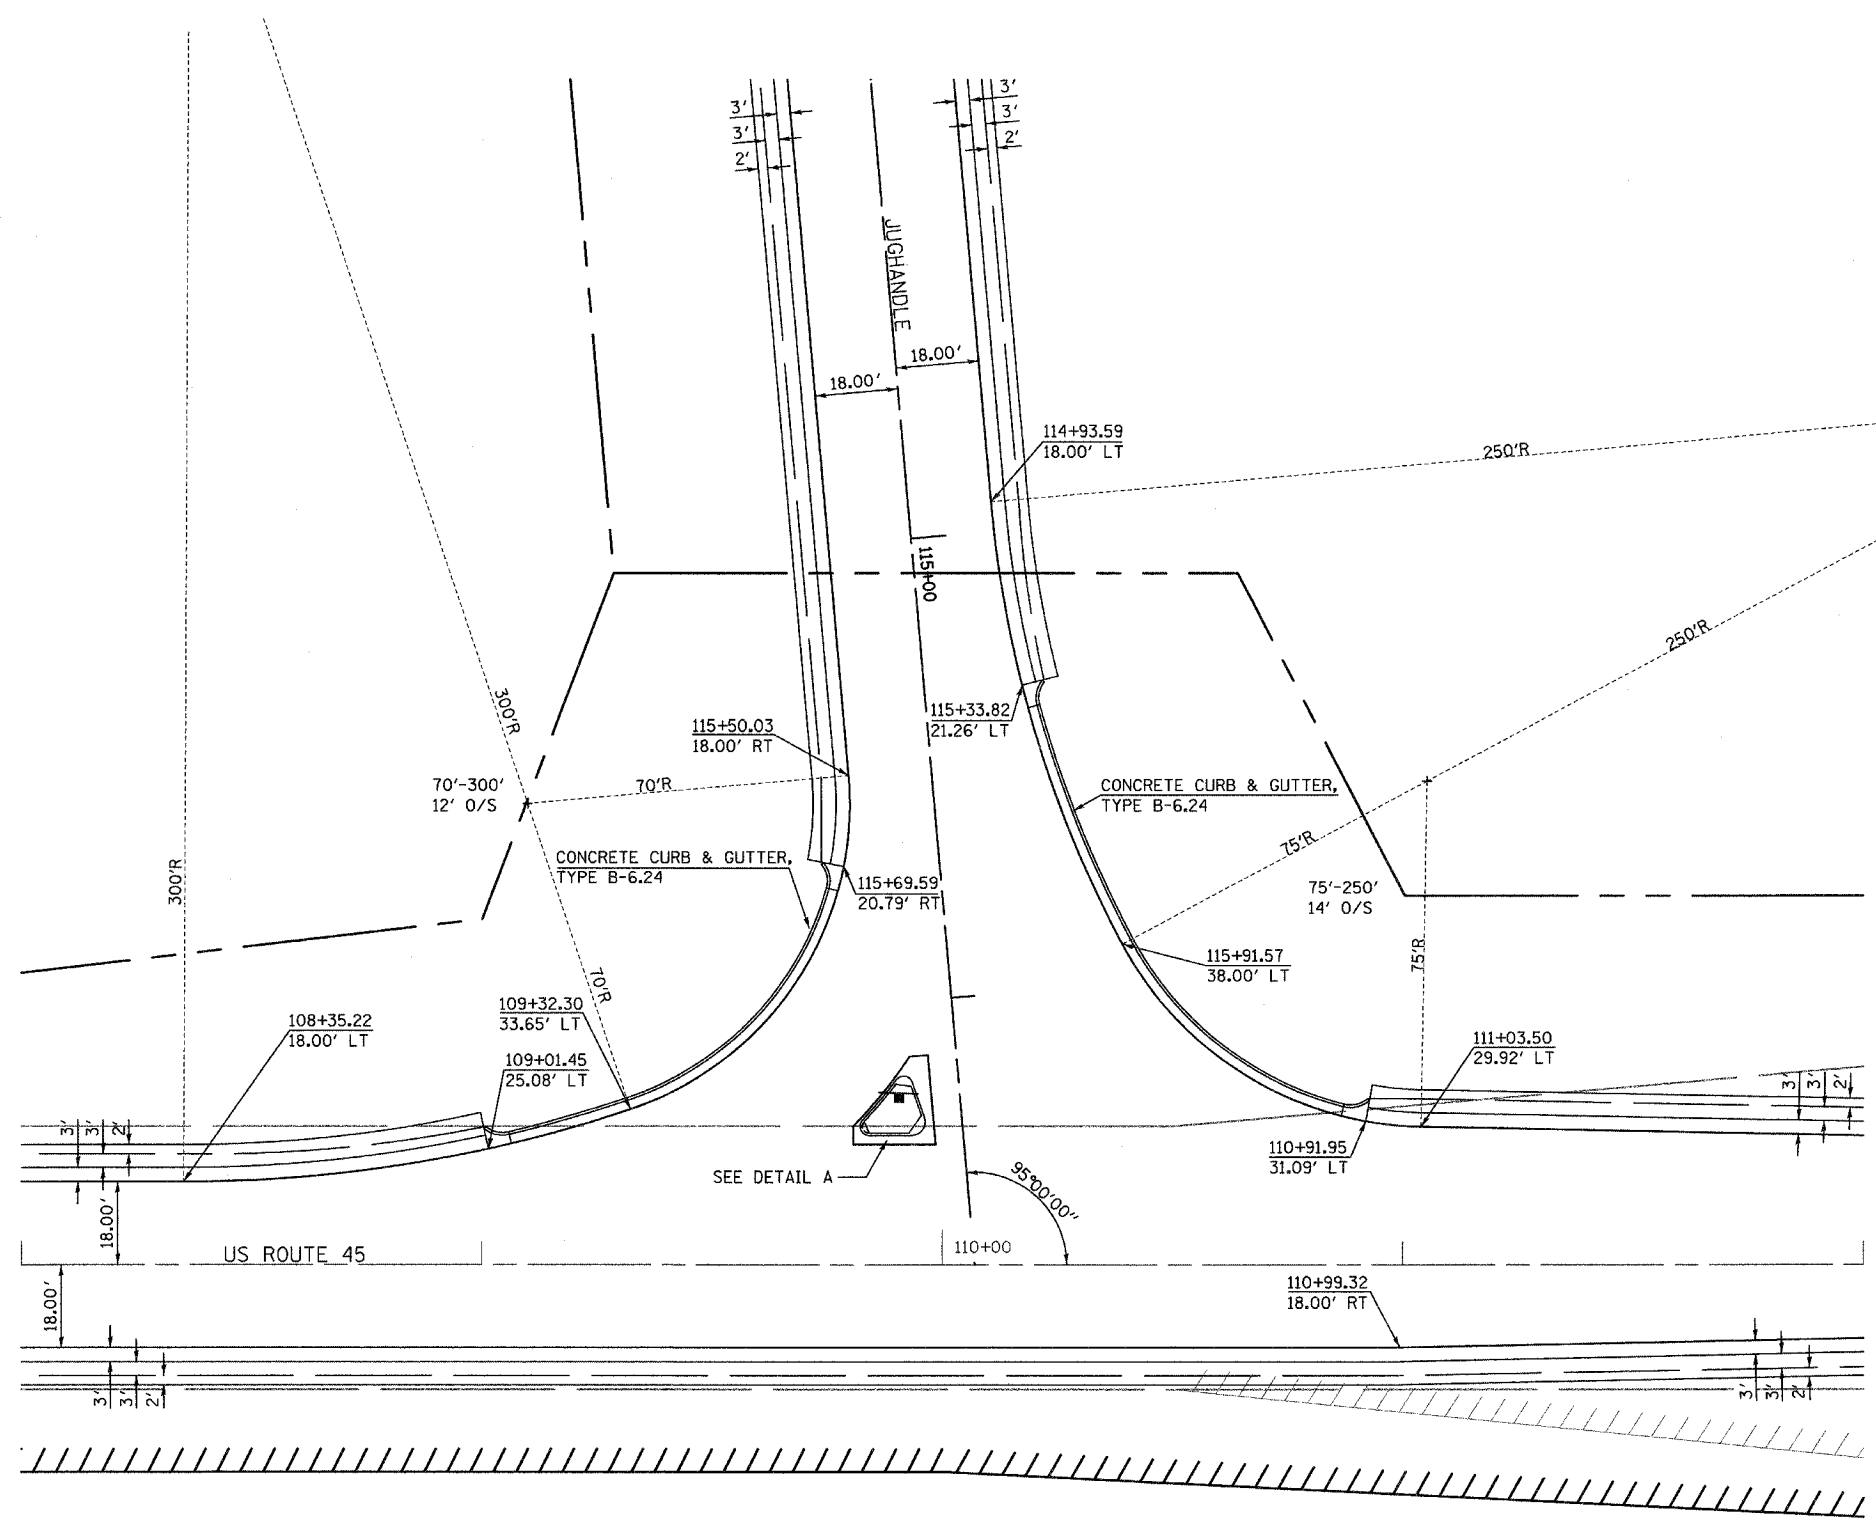 3'
3'
2'
3'
3'
2'
JUGHANDLE
18.00'
18.00'
114+93.59
18.00' LT
250'R
115+00
250'R
300'R
115+50.03
18.00' RT
115+33.82
21.26' LT
70'-300'
12' O/S
70'R
CONCRETE CURB & GUTTER,
TYPE B-6.24
75'R
300'R
CONCRETE CURB & GUTTER,
TYPE B-6.24
115+69.59
20.79' RT
75'-250'
14' O/S
75'R
115+91.57
38.00' LT
70'R
109+32.30
33.65' LT
108+35.22
18.00' LT
109+01.45
25.08' LT
111+03.50
29.92' LT
3'
3'
2'
3'
3'
2'
110+91.95
31.09' LT
SEE DETAIL A
95°00'00"
18.00'
US ROUTE 45
110+00
18.00'
110+99.32
18.00' RT
3'
3'
2'
3'
3'
2'